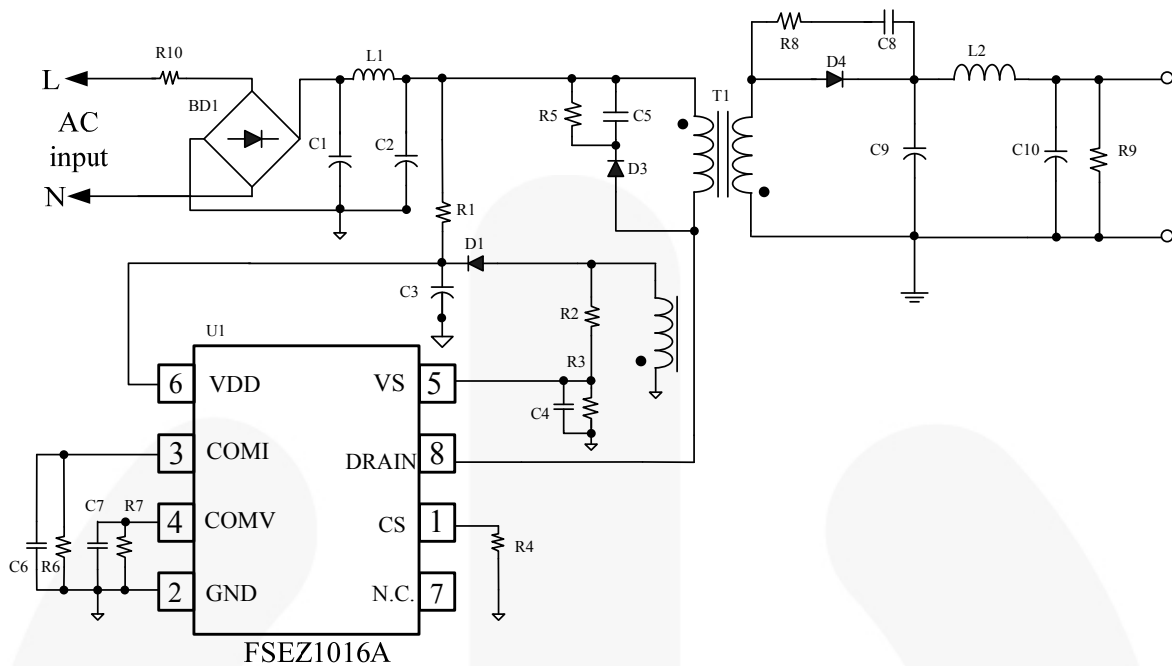 R10
L
L1
BD1
AC
input
C1
C2
N
R5
C5
D3
T1
R8
C8
D4
L2
C9
C10
R9
R1
D1
C3
R2
R3
C4
U1
6
VDD
VS
5
3
COMI
DRAIN
8
4
COMV
CS
1
2
GND
N.C.
7
C7
R7
C6
R6
R4
FSEZ1016A